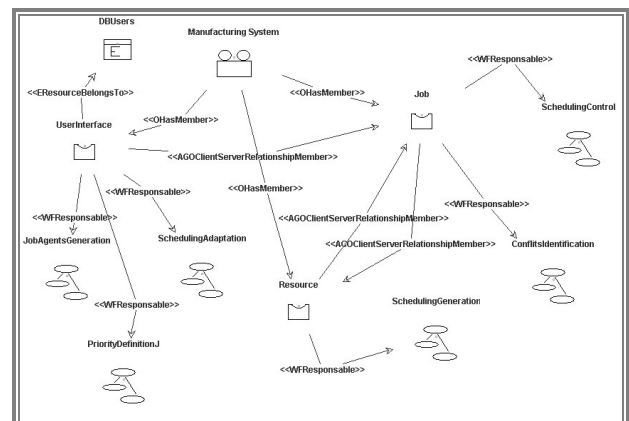 DBUsers
Manufacturing System
E
<<WFResponsable>>
<<EResourceBelongsTo>>
<<OHasMember>>
Job
SchedulingControl
<<OHasMember>>
UserInterface
<<AGOClientServerRelationshipMember>>
<<WFResponsable>>
<<OHasMember>>
<<WFResponsable>>
<<WFResponsable>>
<<AGOClientServerRelationshipMember>>
JobAgentsGeneration
SchedulingAdaptation
<<AGOClientServerRelationshipMember>>
ConflitsIdentification
Resource
<<WFResponsable>>
SchedulingGeneration
PriorityDefinitionJ
<<WFResponsable>>